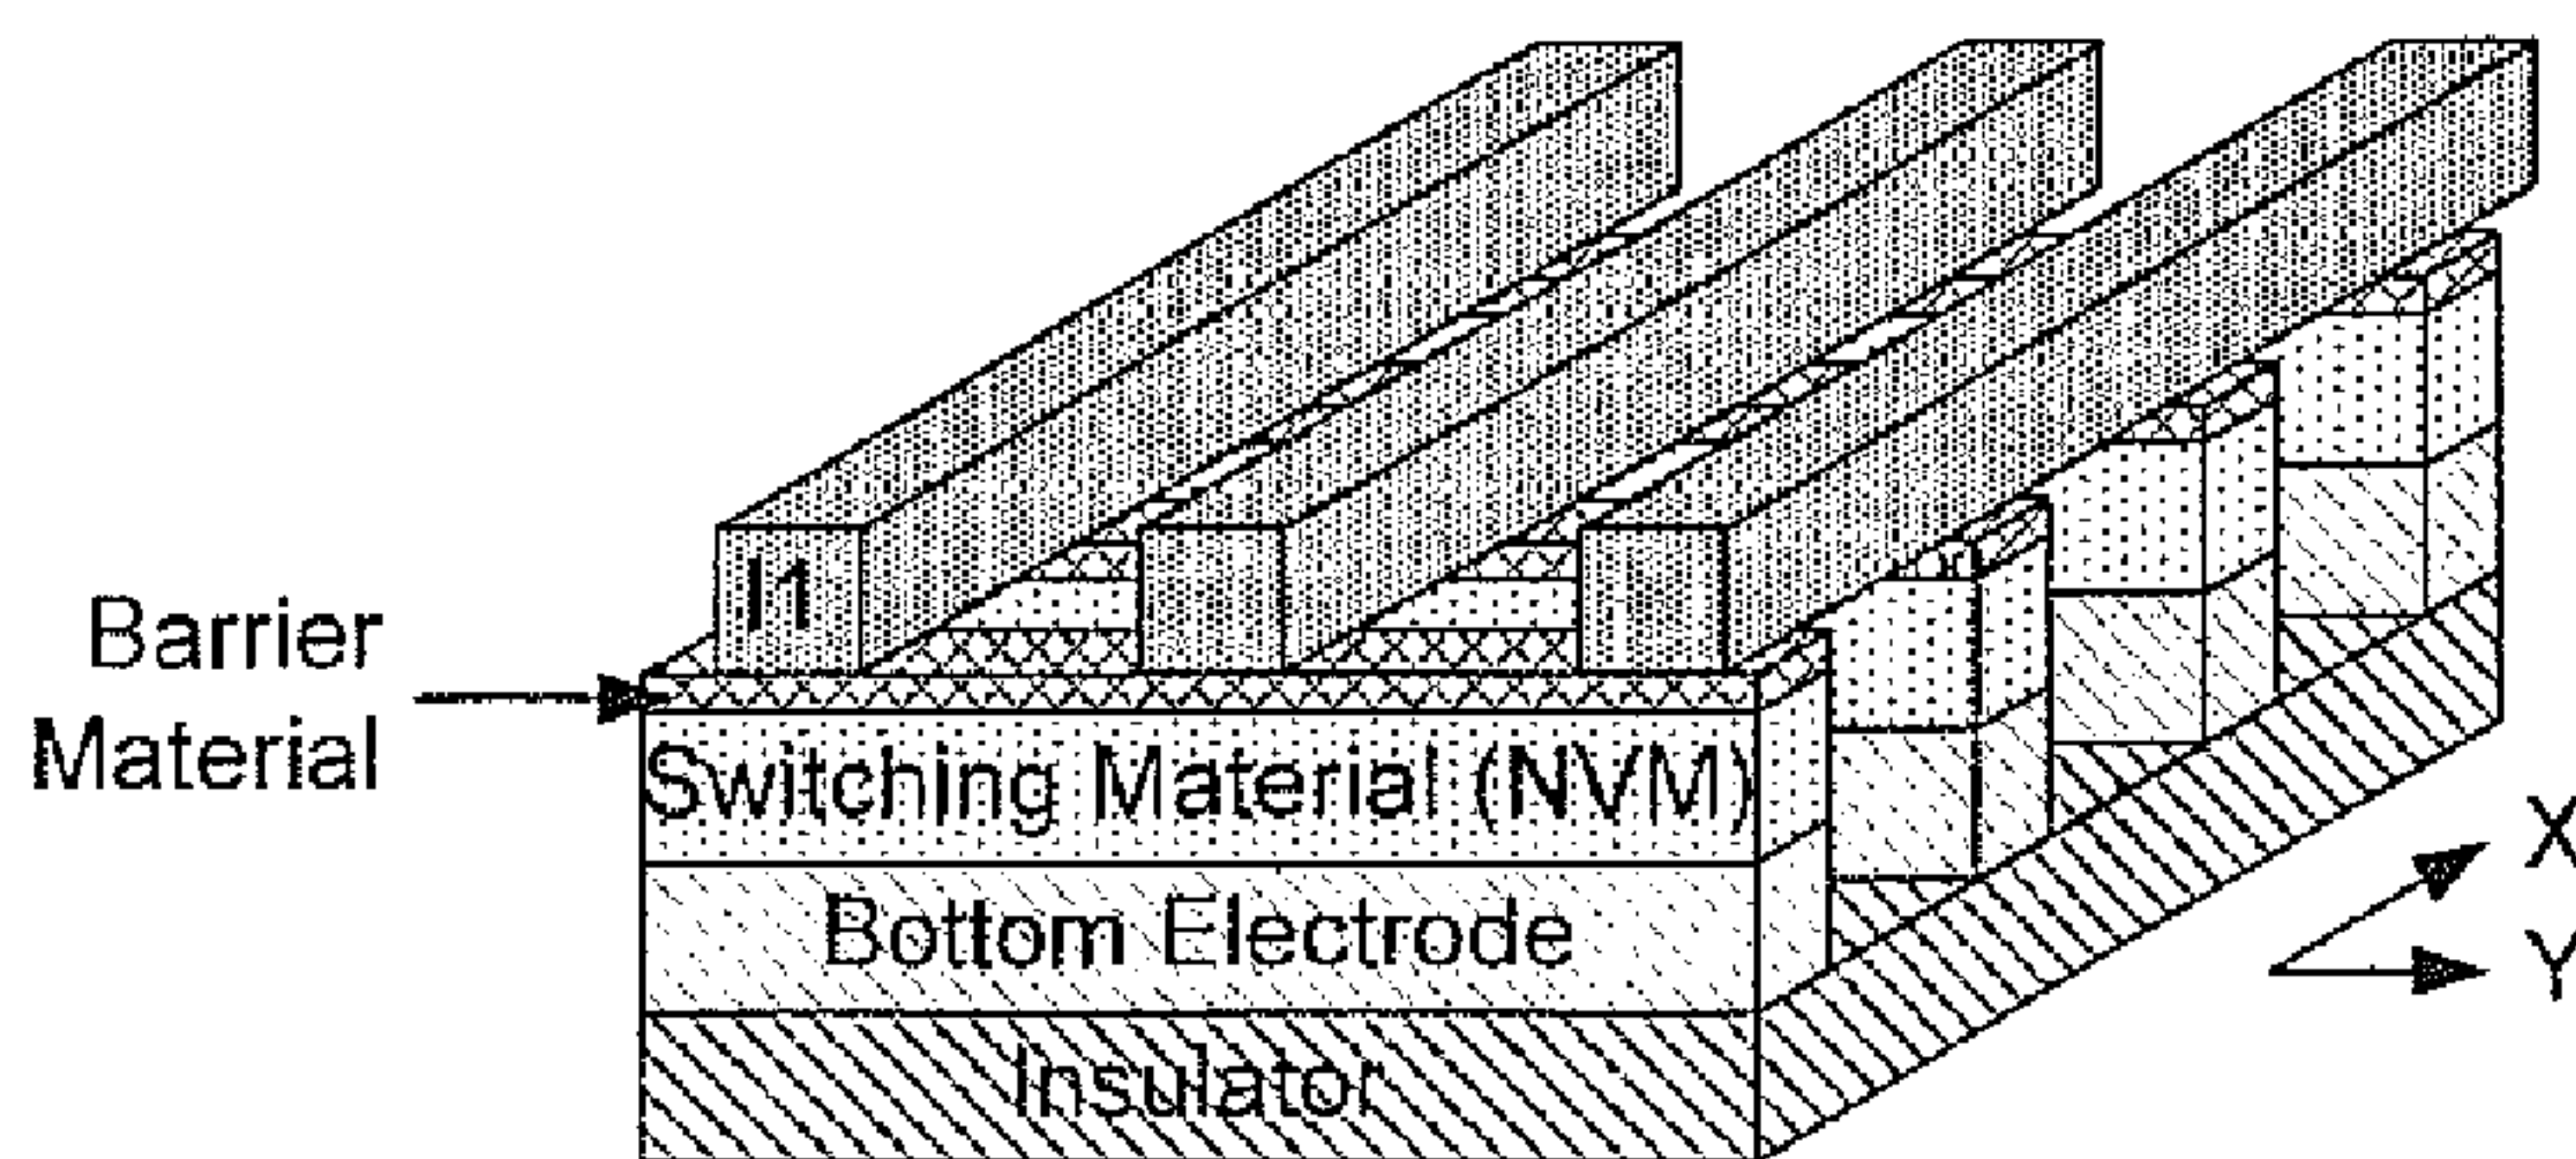 I1
Barrier
Material
Switching Material (NVM)
Bottom Electrode
Insulator
X
Y